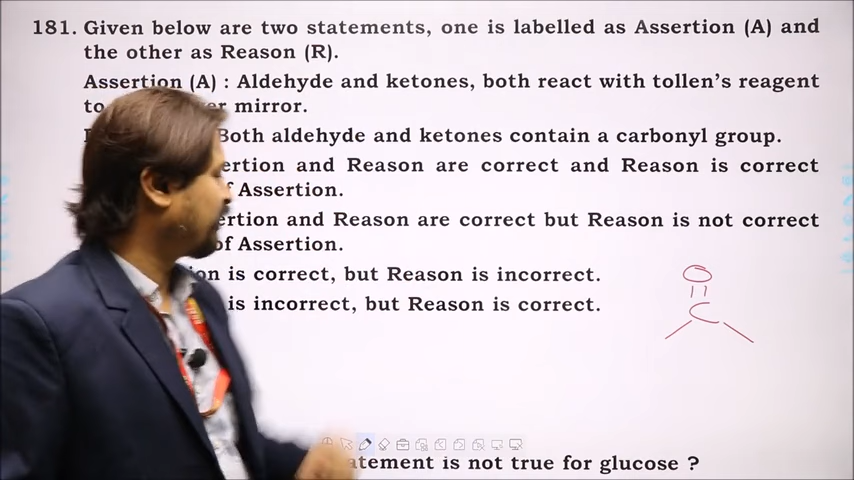 181. Given below are two statements, one is labelled as Assertion (A) and
the other as Reason (R).
Assertion (A) : Aldehyde and ketones, both react with tollen's reagent
mirror.
Both aldehyde and ketones contain a carbonyl group.
and Reason are correct and Reason is correct
Assertion.
and Reason are correct but Reason is not correct
of Assertion.
is correct, but Reason is incorrect.
is incorrect, but Reason is correct.
O
C
is not true for glucose ?